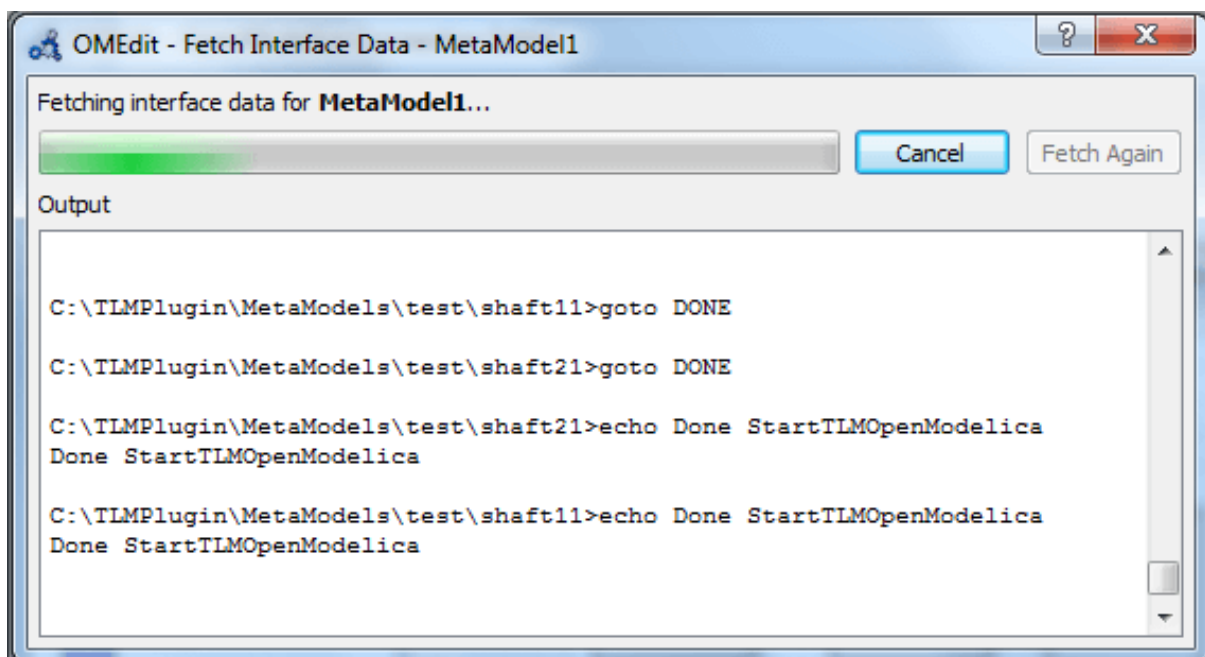 OMEdit - Fetch Interface Data - MetaModel1
Fetching interface data for MetaModel1...
Cancel
Fetch Again
Output
C:\TLMPlugin\MetaModels\test\shaft11>goto DONE
C:\TLMPlugin\MetaModels\test\shaft21>goto DONE
C:\TLMPlugin\MetaModels\test\shaft21>echo Done StartTLMOpenModelica
Done StartTLMOpenModelica
C:\TLMPlugin\MetaModels\test\shaft11>echo Done StartTLMOpenModelica
Done StartTLMOpenModelica